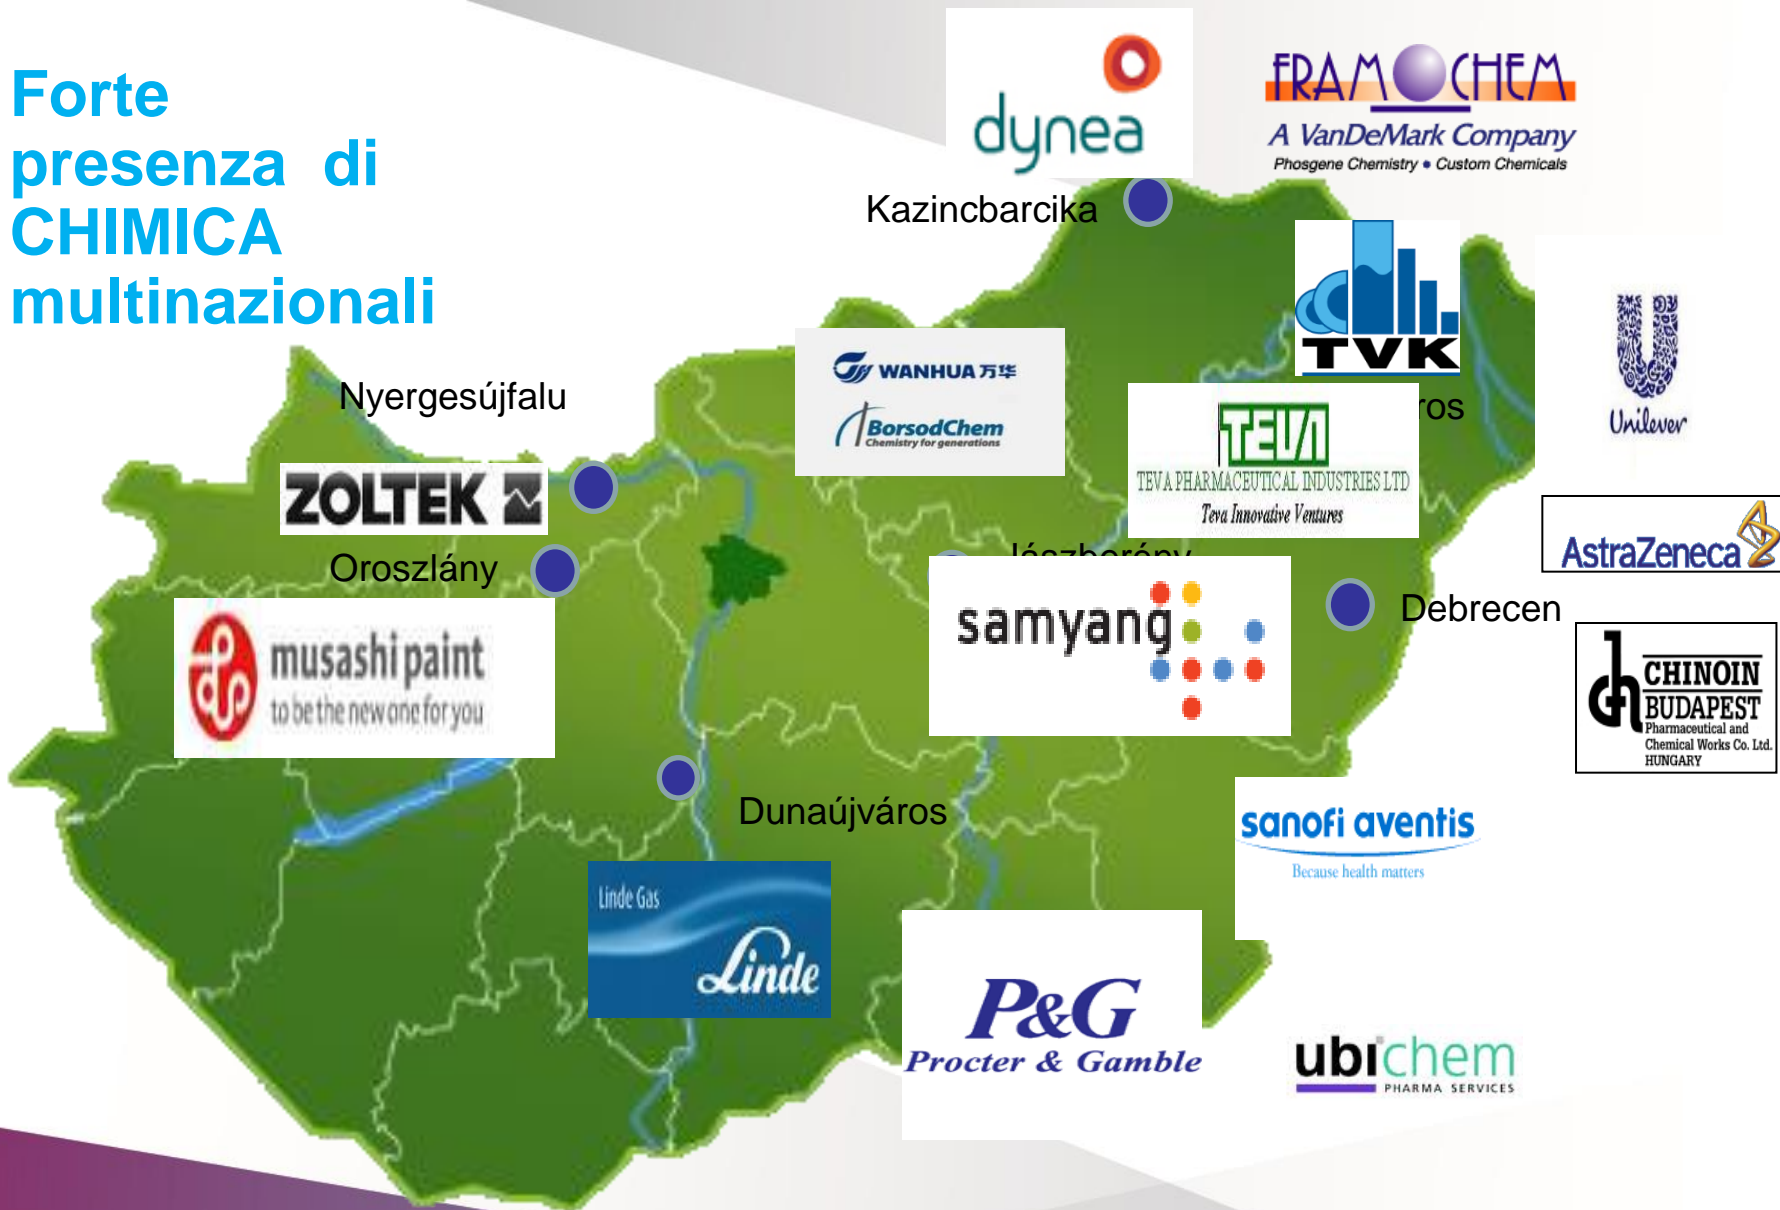 Forte
presenza di
CHIMICA
multinazionali
dynea
FRAMOCHEM
A VanDeMark Company
Phosgene Chemistry • Custom Chemicals
Kazincbarcika
TVK
Unilever
WANHUA 万华
BorsodChem
Chemistry for generations
Nyergesújfalu
ros
TEVA
TEVA PHARMACEUTICAL INDUSTRIES LTD
Teva Innovative Ventures
ZOLTEK
AstraZeneca
Oroszlány
Jászberény
samyang
Debrecen
musashi paint
to be the new one for you
CHINOIN
BUDAPEST
Pharmaceutical and
Chemical Works Co. Ltd.
HUNGARY
Dunaújváros
sanofi aventis
Because health matters
Linde Gas
Linde
P&G
Procter & Gamble
ubichem
PHARMA SERVICES